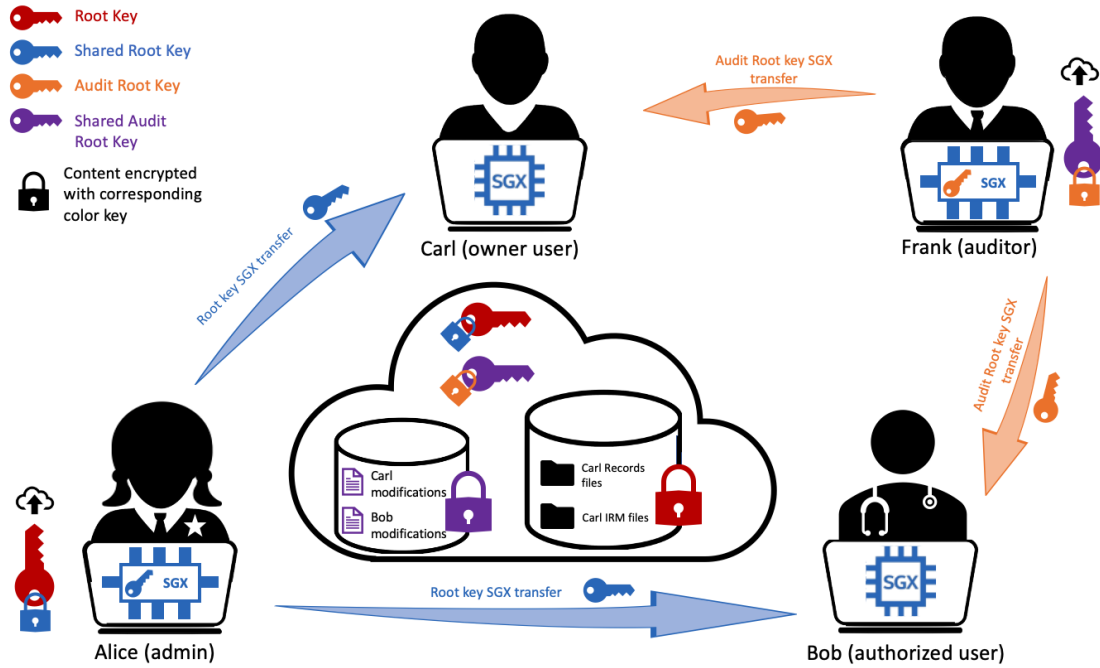 Root Key
Shared Root Key
Audit Root Key
Shared Audit
Root Key
Content encrypted
with corresponding
color key
Audit Root key SGX
transfer
SGX
Carl (owner user)
SGX
Frank (auditor)
Root key SGX transfer
Audit Root key SGX
transfer
Carl
modifications
Bob
modifications
Carl Records
files
Carl IRM files
SGX
Alice (admin)
Root key SGX transfer
SGX
Bob (authorized user)